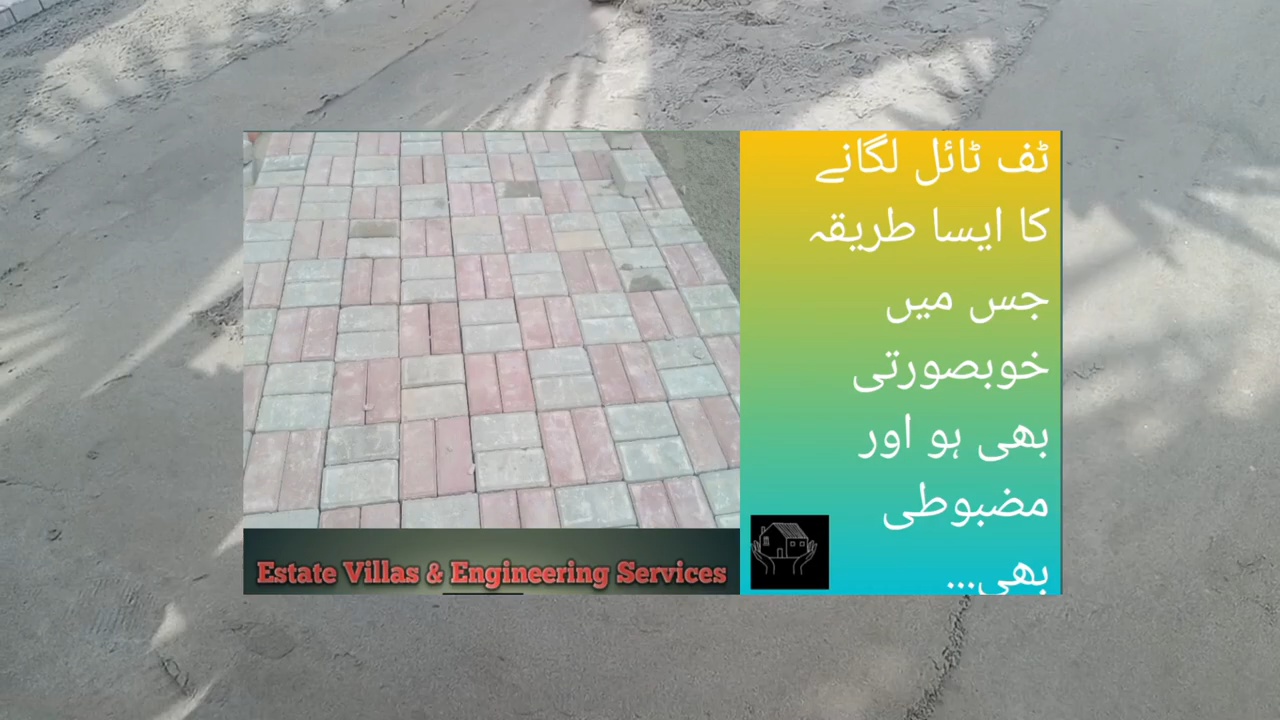 ٹف ٹائل لگانے
کا ایسا طریقہ
جس میں
خوبصورتی
بھی ہو اور
مضبوطی
بھی...
Estate Villas & Engineering Services